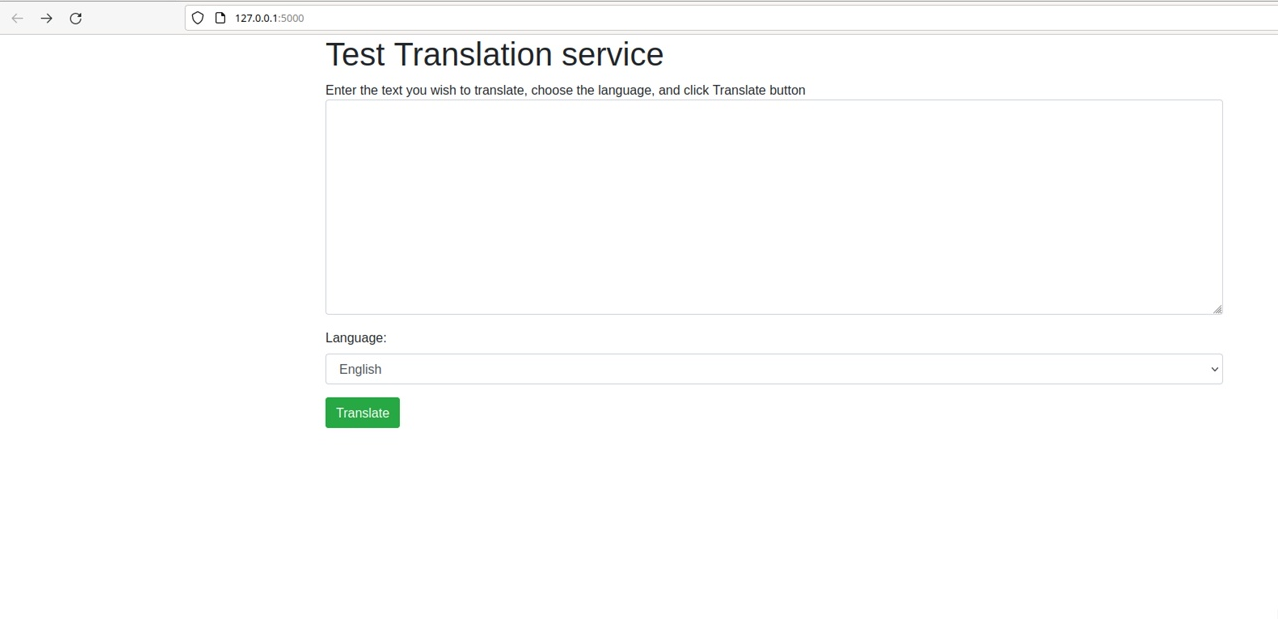 127.0.0.1:5000
Test Translation service
Enter the text you wish to translate, choose the language, and click Translate button
Language:
English
Translate